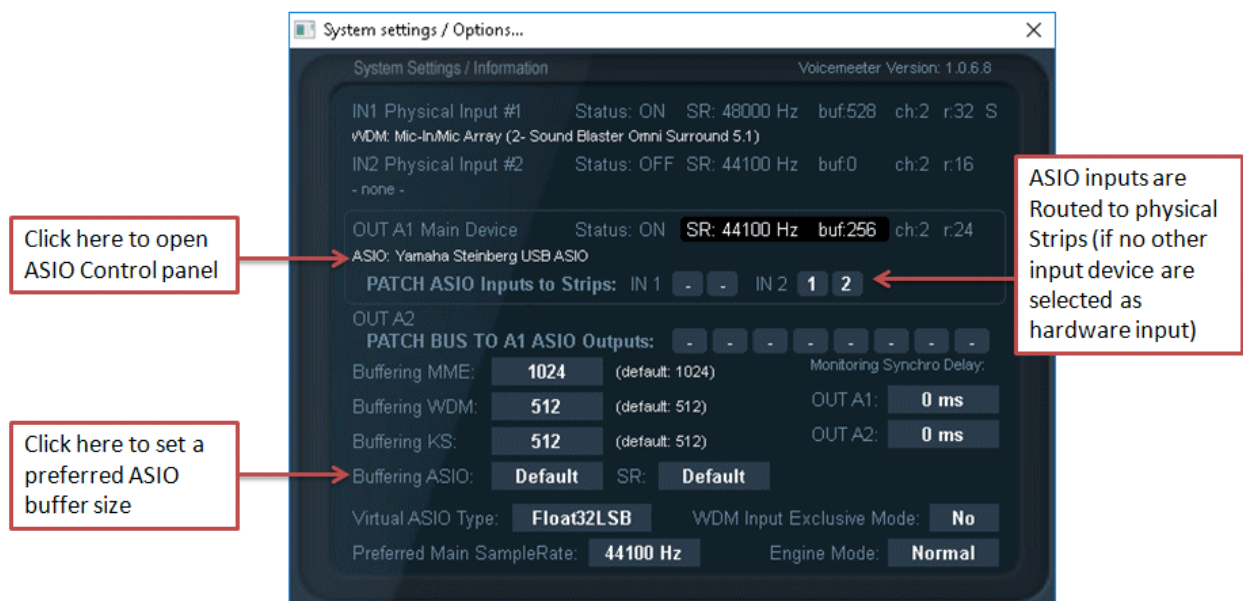 System settings / Options...
System Settings / Information Voicemeeter Version: 1.0.6.8
IN1 Physical Input #1 Status: ON SR: 48000 Hz buf:528 ch:2 r:32 S
WDM: Mic-In/Mic Array (2- Sound Blaster Omni Surround 5.1)
IN2 Physical Input #2 Status: OFF SR: 44100 Hz buf:0 ch:2 r:16
- none -
OUT A1 Main Device Status: ON SR: 44100 Hz buf:256 ch:2 r:24
ASIO: Yamaha Steinberg USB ASIO
PATCH ASIO Inputs to Strips: IN 1 - - IN 2 1 2
OUT A2
PATCH BUS TO A1 ASIO Outputs: - - - - - - - -
Buffering MME: 1024 (default: 1024) Monitoring Synchro Delay:
Buffering WDM: 512 (default: 512) OUT A1: 0 ms
Buffering KS: 512 (default: 512) OUT A2: 0 ms
Buffering ASIO: Default SR: Default
Virtual ASIO Type: Float32LSB WDM Input Exclusive Mode: No
Preferred Main SampleRate: 44100 Hz Engine Mode: Normal
Click here to open
ASIO Control panel
Click here to set a
preferred ASIO
buffer size
ASIO inputs are
Routed to physical
Strips (if no other
input device are
selected as
hardware input)